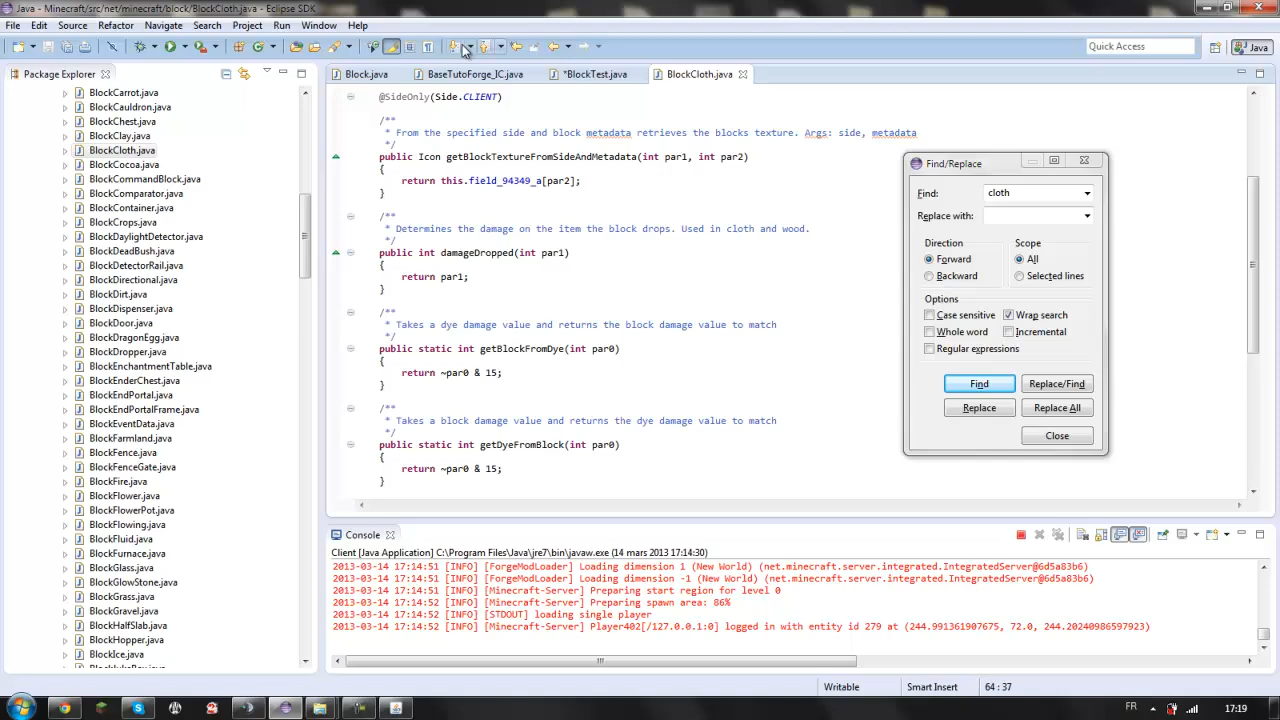 Java - Minecraft/src/net/minecraft/block/BlockCloth.java - Eclipse SDK
File Edit Source Refactor Navigate Search Project Run Window Help
Quick Access
Java
Package Explorer
BlockCarrot.java
BlockCauldron.java
BlockChest.java
BlockClay.java
BlockCloth.java
BlockCocoa.java
BlockCommandBlock.java
BlockComparator.java
BlockContainer.java
BlockCrops.java
BlockDaylightDetector.java
BlockDeadBush.java
BlockDetectorRail.java
BlockDirectional.java
BlockDirt.java
BlockDispenser.java
BlockDoor.java
BlockDragonEgg.java
BlockDropper.java
BlockEnchantmentTable.java
BlockEnderChest.java
BlockEndPortal.java
BlockEndPortalFrame.java
BlockEventData.java
BlockFarmland.java
BlockFence.java
BlockFenceGate.java
BlockFire.java
BlockFlower.java
BlockFlowerPot.java
BlockFlowing.java
BlockFluid.java
BlockFurnace.java
BlockGlass.java
BlockGlowStone.java
BlockGrass.java
BlockGravel.java
BlockHalfSlab.java
BlockHopper.java
BlockIce.java
Block.java
BaseTutoForge_IC.java
*BlockTest.java
BlockCloth.java
@SideOnly(Side.CLIENT)
/**
* From the specified side and block metadata retrieves the blocks texture. Args: side, metadata
*/
public Icon getBlockTextureFromSideAndMetadata(int par1, int par2)
{
return this.field_94349_a[par2];
}
/**
* Determines the damage on the item the block drops. Used in cloth and wood.
*/
public int damageDropped(int par1)
{
return par1;
}
/**
* Takes a dye damage value and returns the block damage value to match
*/
public static int getBlockFromDye(int par0)
{
return ~par0 & 15;
}
/**
* Takes a block damage value and returns the dye damage value to match
*/
public static int getDyeFromBlock(int par0)
{
return ~par0 & 15;
}
Find/Replace
Find: cloth
Replace with:
Direction Scope
Forward All
Backward Selected lines
Options
Case sensitive Wrap search
Whole word Incremental
Regular expressions
Find Replace/Find
Replace Replace All
Close
Console
Client [Java Application] C:\Program Files\Java\jre7\bin\javaw.exe (14 mars 2013 17:14:30)
2013-03-14 17:14:51 [INFO] [ForgeModLoader] Loading dimension 1 (New World) (net.minecraft.server.integrated.IntegratedServer@6d5a83b6)
2013-03-14 17:14:51 [INFO] [ForgeModLoader] Loading dimension -1 (New World) (net.minecraft.server.integrated.IntegratedServer@6d5a83b6)
2013-03-14 17:14:51 [INFO] [Minecraft-Server] Preparing start region for level 0
2013-03-14 17:14:52 [INFO] [Minecraft-Server] Preparing spawn area: 86%
2013-03-14 17:14:52 [INFO] [STDOUT] loading single player
2013-03-14 17:14:52 [INFO] [Minecraft-Server] Player402[/127.0.0.1:0] logged in with entity id 279 at (244.991361907675, 72.0, 244.20240986597923)
Writable Smart Insert 64 : 37
FR 17:19